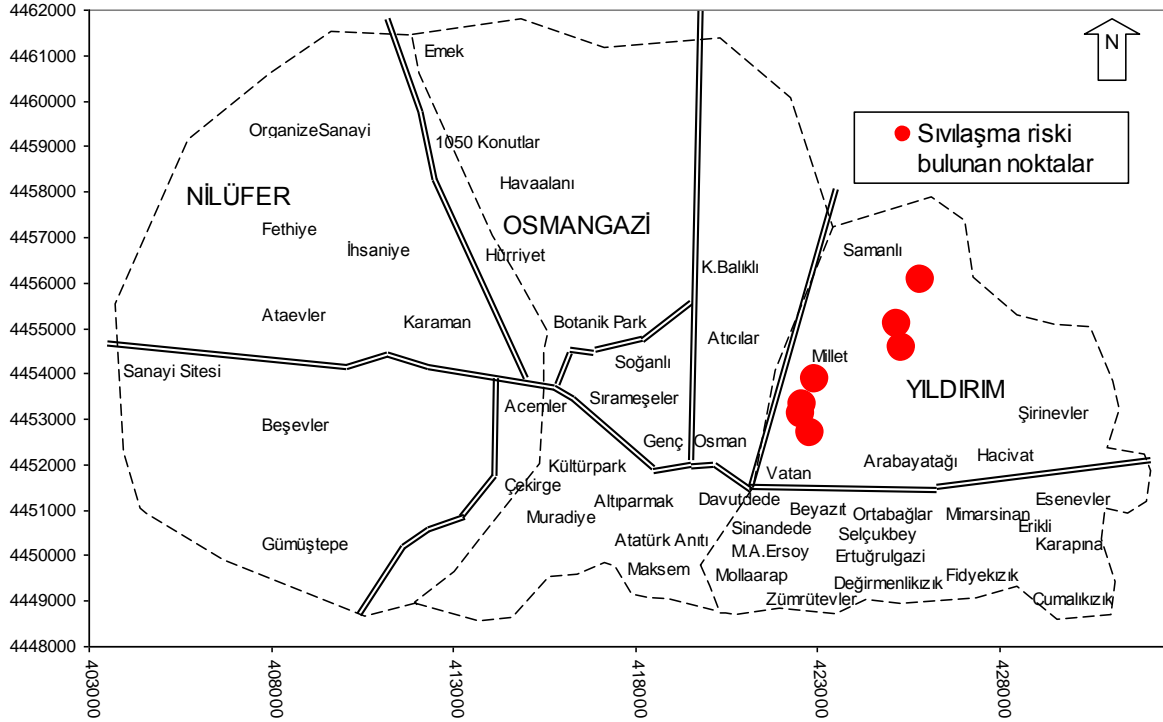 4462000
4461000
4460000
4459000
4458000
4457000
4456000
4455000
4454000
4453000
4452000
4451000
4450000
4449000
4448000
403000
408000
413000
418000
423000
428000
N
Sıvılaşma riski
bulunan noktalar
Emek
OrganizeSanayi
1050 Konutlar
Havaalanı
NİLÜFER
OSMANGAZİ
Fethiye
İhsaniye
Hürriyet
Samanlı
K.Balıklı
Ataevler
Karaman
Botanik Park
Atıcılar
Sanayi Sitesi
Soğanlı
Millet
YILDIRIM
Acemler
Sırameşeler
Şirinevler
Beşevler
Genç Osman
Kültürpark
Vatan
Arabayatağı
Hacivat
Çekirge
Altıparmak
Davutdede
Beyazıt
Ortabağlar
Mimarsinan
Esenevler
Muradiye
Sinandede
Selçukbey
Erikli
Gümüştepe
Atatürk Anıtı
M.A.Ersoy
Ertuğrulgazi
Karapına
Maksem
Mollaarap
Değirmenlikızık
Fidyekızık
Zümrütevler
Cumalıkızık